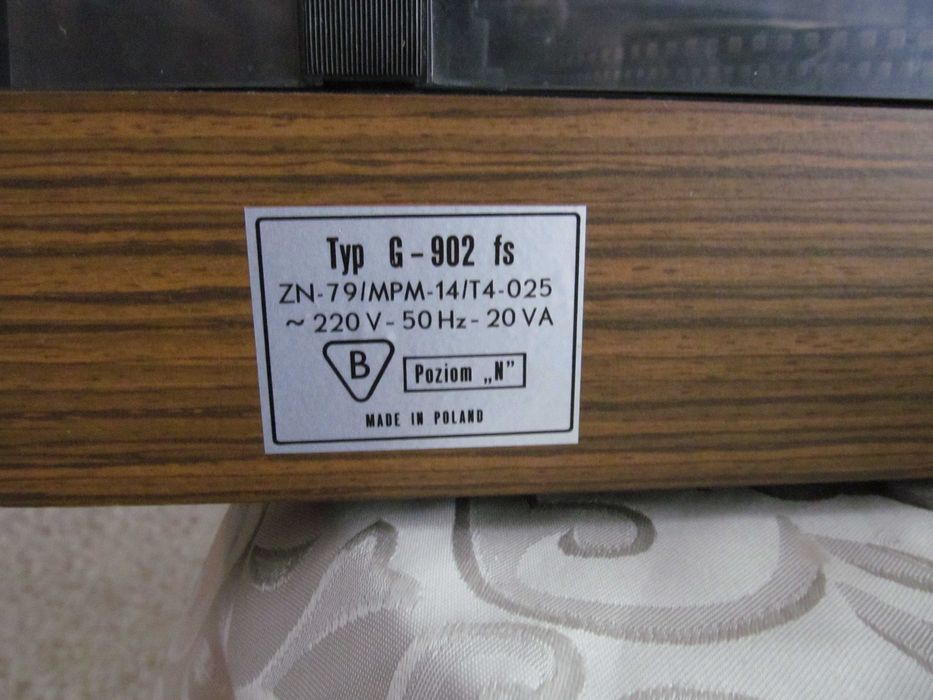 Typ G-902 fs
ZN-79/MPM-14/T4-025
~ 220 V - 50 Hz - 20 VA
B
Poziom „N”
MADE IN POLAND